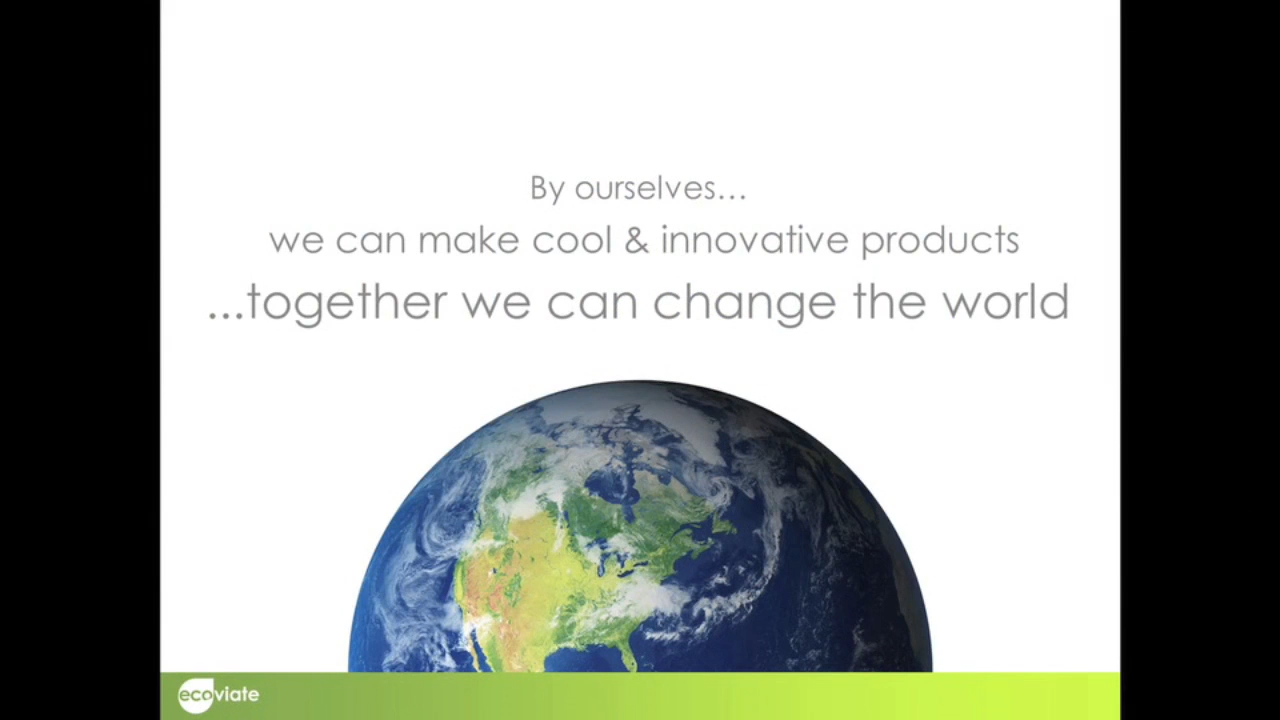 By ourselves...
we can make cool & innovative products
...together we can change the world
ecoviate